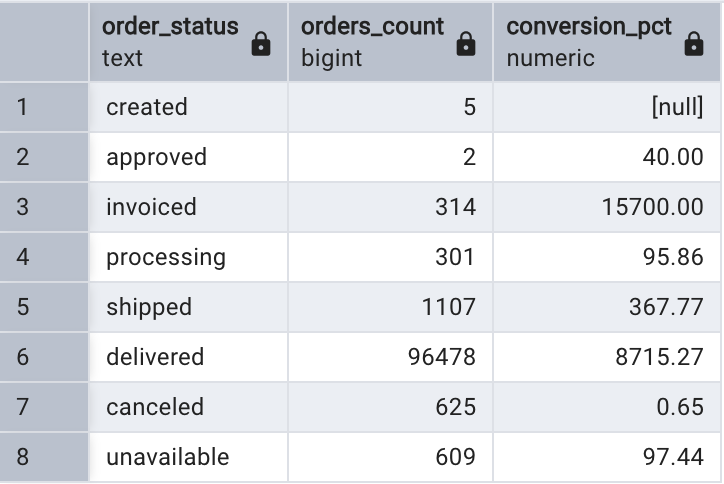 order_status orders_count conversion_pct
text bigint numeric
1 created 5 [null]
2 approved 2 40.00
3 invoiced 314 15700.00
4 processing 301 95.86
5 shipped 1107 367.77
6 delivered 96478 8715.27
7 canceled 625 0.65
8 unavailable 609 97.44